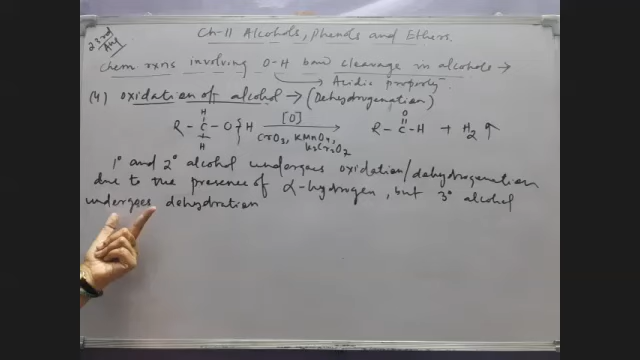 23rd Aug
Ch-11 Alcohols, Phenols and Ethers.
Chem rxns involving O-H bond cleavage in alcohols →
Acidic property.
(4) oxidation of alcohol → (Dehydrogenation)
H O
R - C - O } H [O] R - C - H + H2 ↑
H CrO3, KMnO4, K2Cr2O7
1° and 2° alcohol undergoes oxidation/dehydrogenation
due to the presence of α-hydrogen, but 3° alcohol
undergoes dehydration